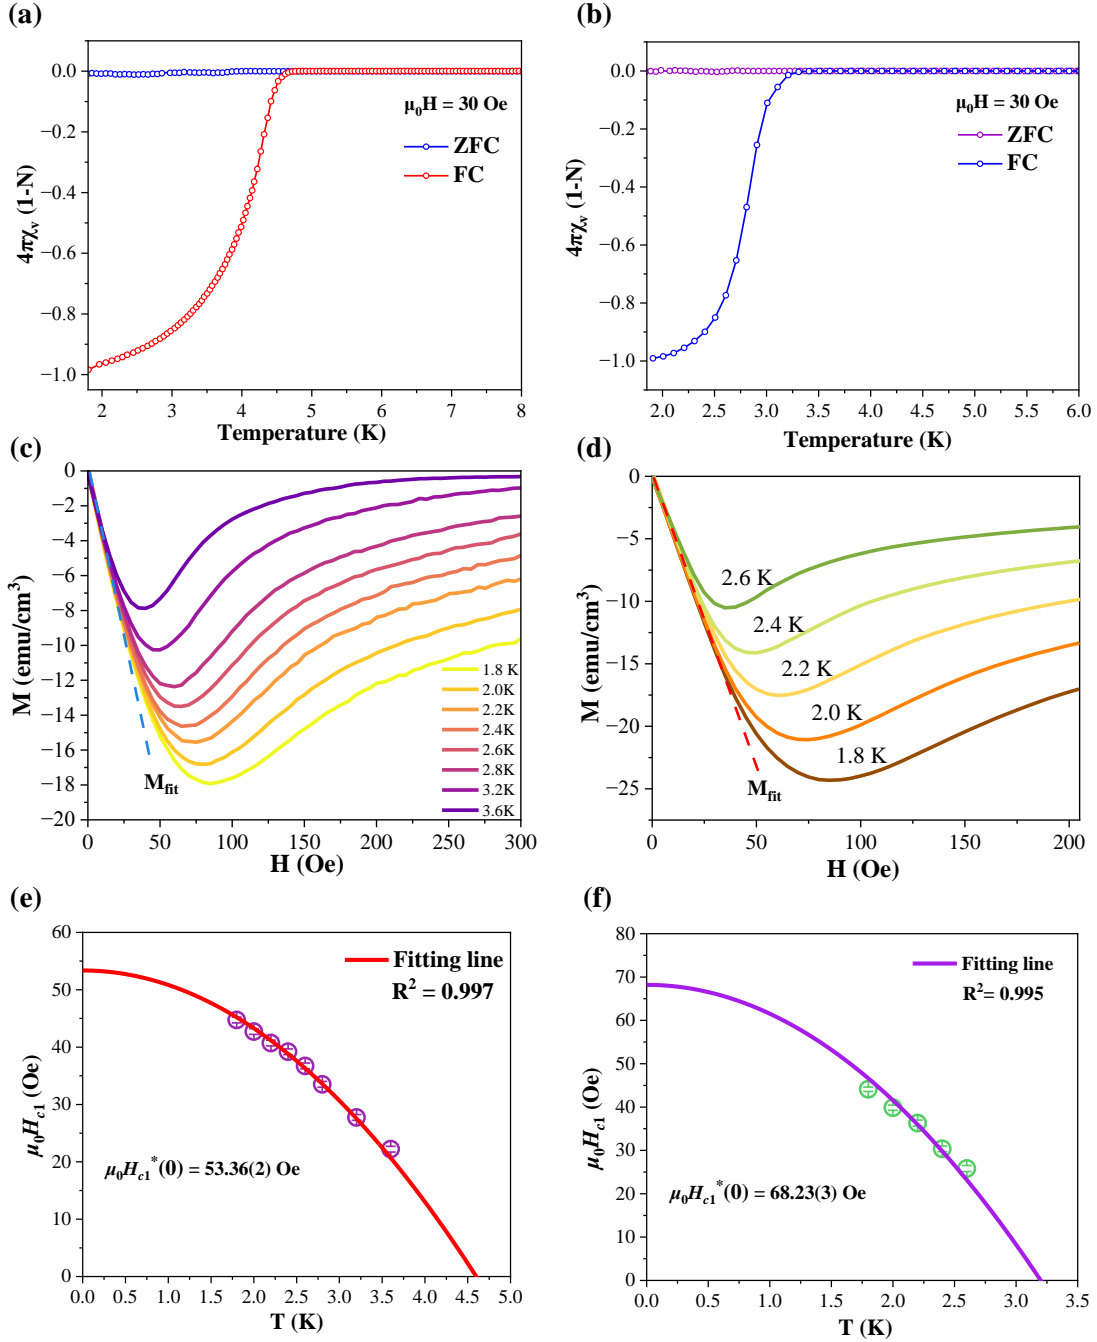 (a)
0.0
−0.2
−0.4
−0.6
−0.8
−1.0
4πχv (1-N)
μ0H = 30 Oe
ZFC
FC
2 3 4 5 6 7 8
Temperature (K)
(b)
0.0
−0.2
−0.4
−0.6
−0.8
−1.0
4πχv (1-N)
μ0H = 30 Oe
ZFC
FC
2.0 2.5 3.0 3.5 4.0 4.5 5.0 5.5 6.0
Temperature (K)
(c)
0
−2
−4
−6
−8
−10
−12
−14
−16
−18
−20
M (emu/cm3)
Mfit
1.8 K
2.0K
2.2K
2.4K
2.6K
2.8K
3.2K
3.6K
0 50 100 150 200 250 300
H (Oe)
(d)
0
−5
−10
−15
−20
−25
M (emu/cm3)
2.6 K
2.4 K
2.2 K
2.0 K
1.8 K
Mfit
0 50 100 150 200
H (Oe)
(e)
60
50
40
30
20
10
0
μ0Hc1 (Oe)
Fitting line
R2 = 0.997
μ0Hc1*(0) = 53.36(2) Oe
0.0 0.5 1.0 1.5 2.0 2.5 3.0 3.5 4.0 4.5 5.0
T (K)
(f)
80
70
60
50
40
30
20
10
0
μ0Hc1 (Oe)
Fitting line
R2= 0.995
μ0Hc1*(0) = 68.23(3) Oe
0.0 0.5 1.0 1.5 2.0 2.5 3.0 3.5
T (K)